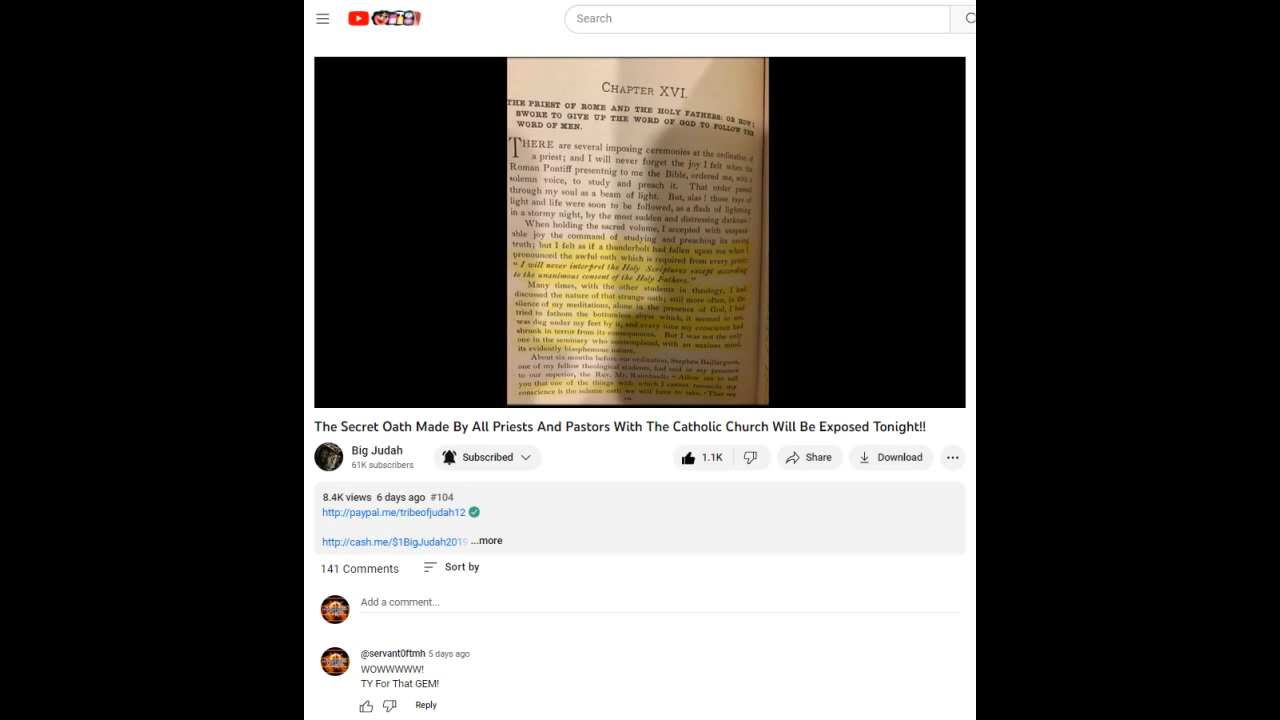 Search
CHAPTER XVI.
THE PRIEST OF ROME AND THE HOLY FATHERS: OR HOW I
SWORE TO GIVE UP THE WORD OF GOD TO FOLLOW THE
WORD OF MEN.
THERE are several imposing ceremonies at the ordination of
a priest; and I will never forget the joy I felt when the
Roman Pontiff presentnig to me the Bible, ordered me, with a
solemn voice, to study and preach it. That order passed
through my soul as a beam of light. But, alas! those rays of
light and life were soon to be followed, as a flash of lightning
in a stormy night, by the most sudden and distressing darkness!
When holding the sacred volume, I accepted with unspeak-
able joy the command of studying and preaching its saving
truth; but I felt as if a thunderbolt had fallen upon me when I
pronounced the awful oath which is required from every priest:
"I will never interpret the Holy Scriptures except according
to the unanimous consent of the Holy Fathers."
Many times, with the other students in theology, I had
discussed the nature of that strange oath; still more often, in the
silence of my meditations, alone in the presence of God, I had
tried to fathom the bottomless abyss which, it seemed to me,
was dug under my feet by it, and every time my conscience had
shrunk in terror from its consequences. But I was not the only
one in the seminary who contemplated, with an anxious mind,
its evidently blasphemous nature.
About six months before our ordination, Stephen Baillargeon,
one of my fellow theological students, had said in my presence
to our superior, the Rev. Mr. Raimbault: "Allow me to tell
you that one of the things with which I cannot reconcile my
conscience is the solemn oath we will have to take, 'That we
The Secret Oath Made By All Priests And Pastors With The Catholic Church Will Be Exposed Tonight!!
Big Judah
61K subscribers
Subscribed
1.1K
Share
Download
8.4K views 6 days ago #104
http://paypal.me/tribeofjudah12
http://cash.me/$1BigJudah2019 ...more
141 Comments
Sort by
Add a comment...
@servant0ftmh 5 days ago
WOWWWWW!
TY For That GEM!
Reply